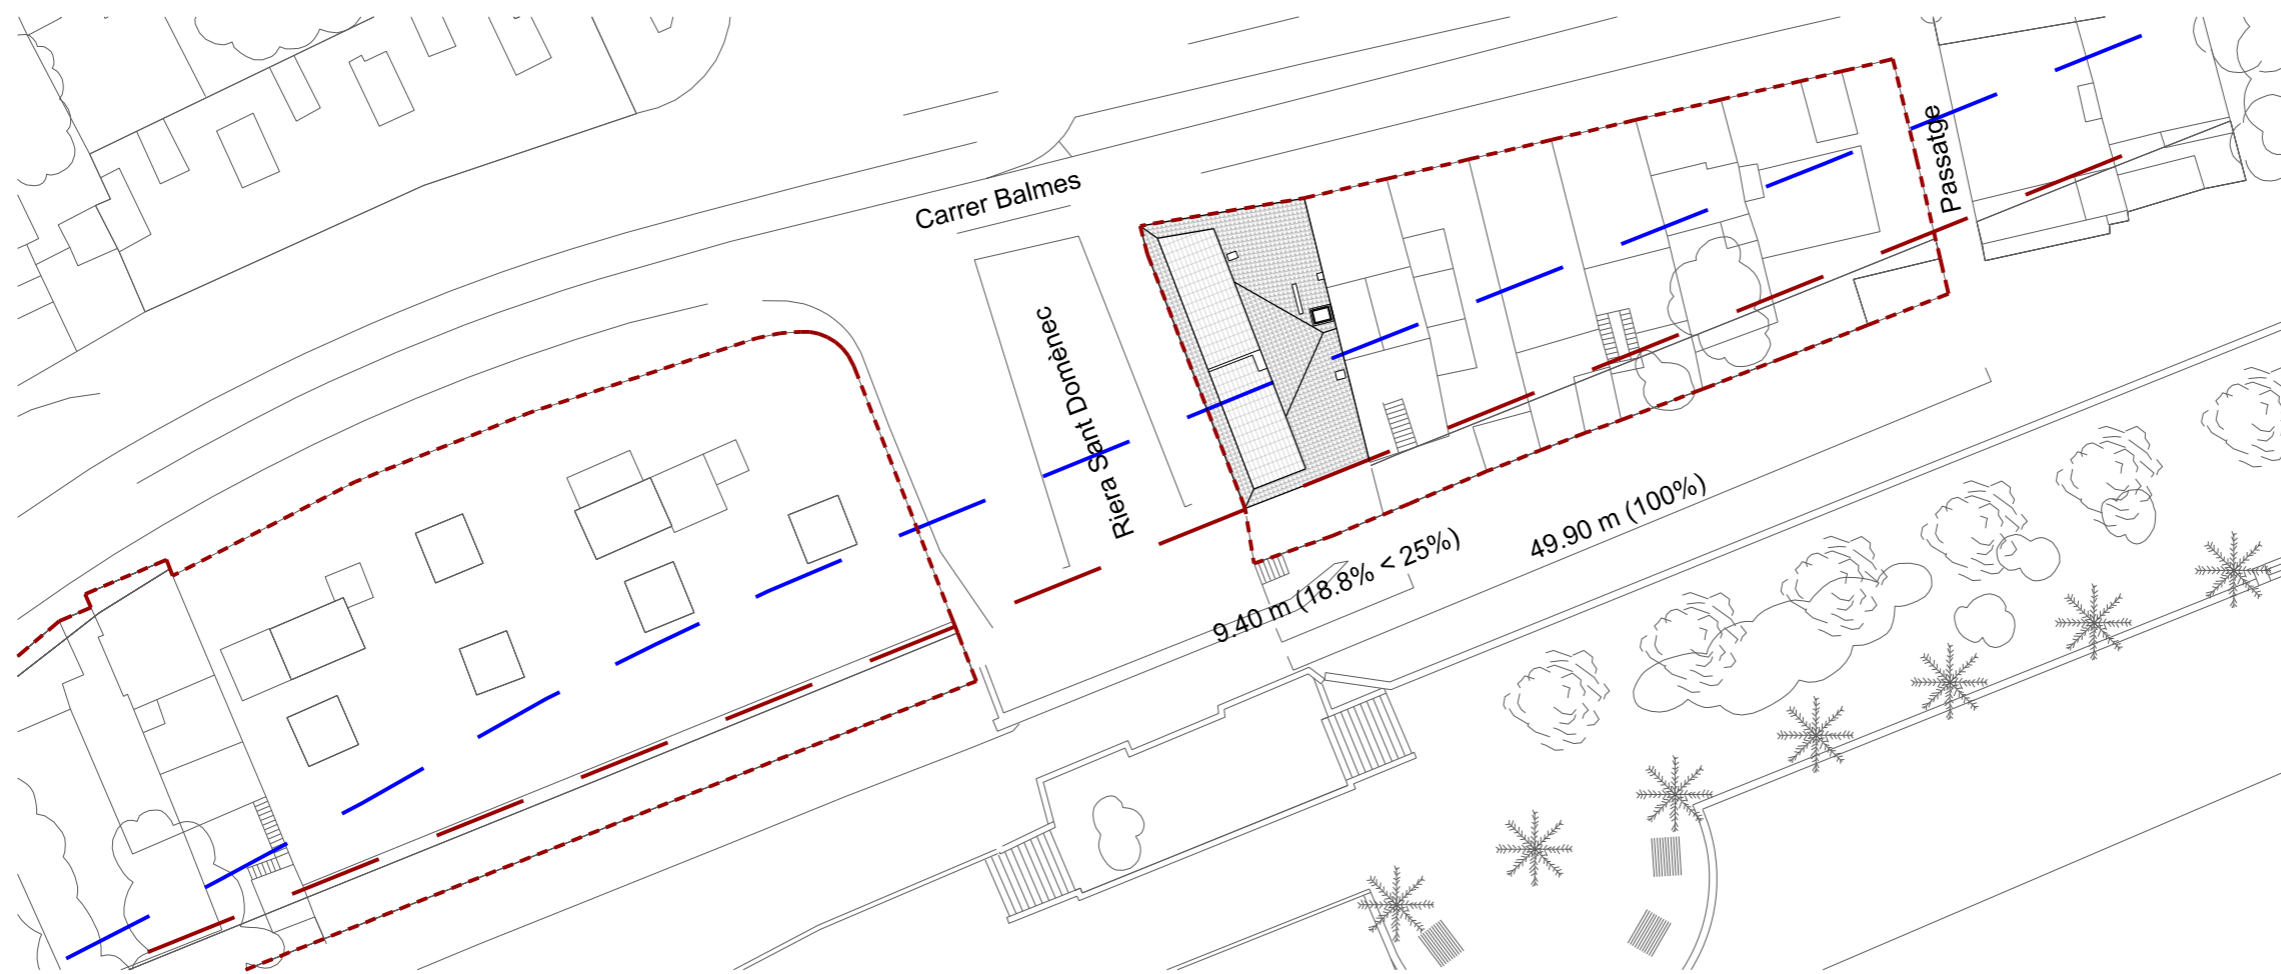 Carrer Balmes
Passatge
Riera Sant Domènec
49.90 m (100%)
9.40 m (18.8% < 25%)